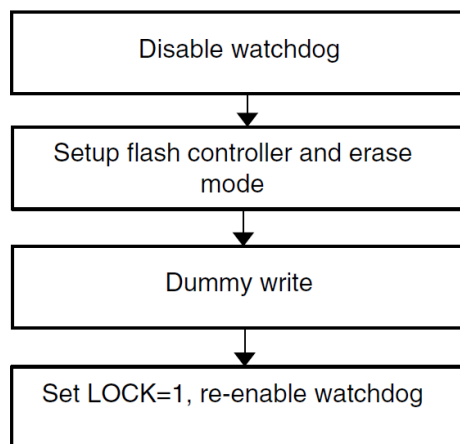 Disable watchdog
Setup flash controller and erase
mode
Dummy write
Set LOCK=1, re-enable watchdog